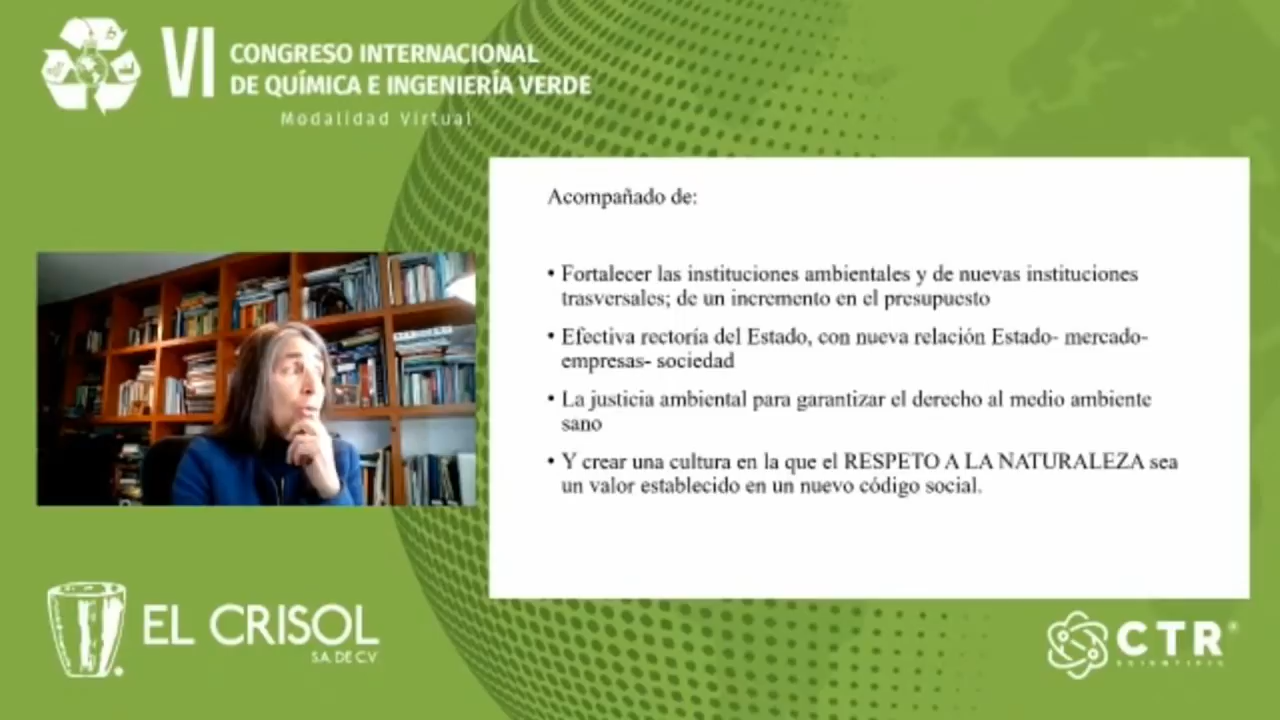 VI
CONGRESO INTERNACIONAL
DE QUÍMICA E INGENIERÍA VERDE
Modalidad Virtual
Acompañado de:
• Fortalecer las instituciones ambientales y de nuevas instituciones
trasversales; de un incremento en el presupuesto
• Efectiva rectoría del Estado, con nueva relación Estado- mercado-
empresas- sociedad
• La justicia ambiental para garantizar el derecho al medio ambiente
sano
• Y crear una cultura en la que el RESPETO A LA NATURALEZA sea
un valor establecido en un nuevo código social.
EL CRISOL
S.A. DE C.V.
CTR®
SCIENTIFIC